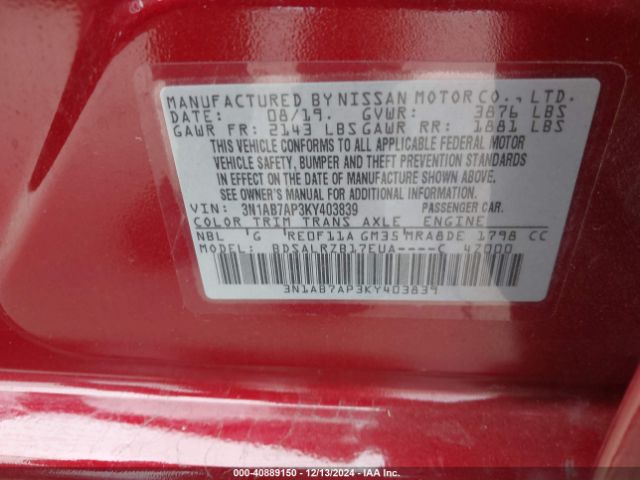 MANUFACTURED BY NISSAN MOTOR CO., LTD.
DATE: 08/19. GVWR: 3876 LBS
GAWR FR: 2143 LBS GAWR RR: 1881 LBS
THIS VEHICLE CONFORMS TO ALL APPLICABLE FEDERAL MOTOR
VEHICLE SAFETY, BUMPER AND THEFT PREVENTION STANDARDS
IN EFFECT ON THE DATE OF MANUFACTURE SHOWN ABOVE.
SEE OWNER'S MANUAL FOR ADDITIONAL INFORMATION.
VIN: 3N1AB7AP3KY403839 PASSENGER CAR.
COLOR TRIM TRANS AXLE ENGINE
NBL G RE0F11A GM35 MRA8DE 1798 CC
MODEL: BDSALRZB17EUA----C 42000
3N1AB7AP3KY403839
000-40889150 - 12/13/2024 - IAA Inc.